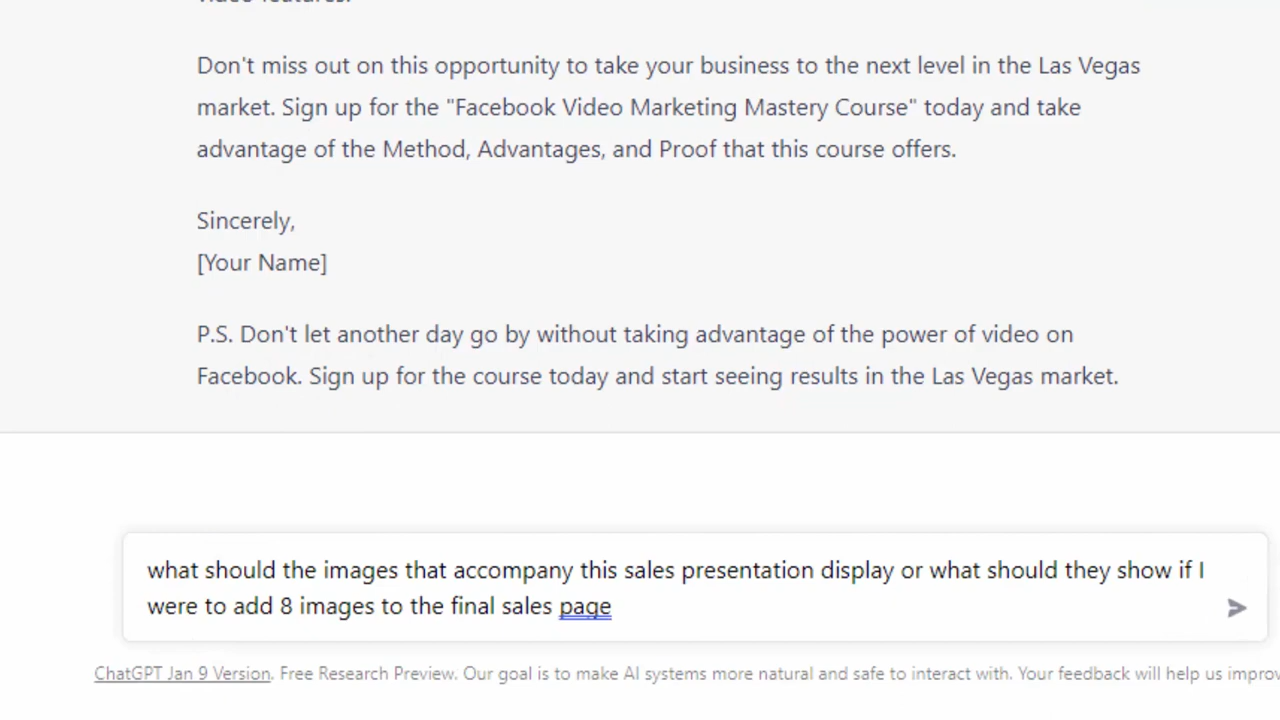 video features.
Don't miss out on this opportunity to take your business to the next level in the Las Vegas
market. Sign up for the "Facebook Video Marketing Mastery Course" today and take
advantage of the Method, Advantages, and Proof that this course offers.
Sincerely,
[Your Name]
P.S. Don't let another day go by without taking advantage of the power of video on
Facebook. Sign up for the course today and start seeing results in the Las Vegas market.
what should the images that accompany this sales presentation display or what should they show if I
were to add 8 images to the final sales page
ChatGPT Jan 9 Version. Free Research Preview. Our goal is to make AI systems more natural and safe to interact with. Your feedback will help us improv